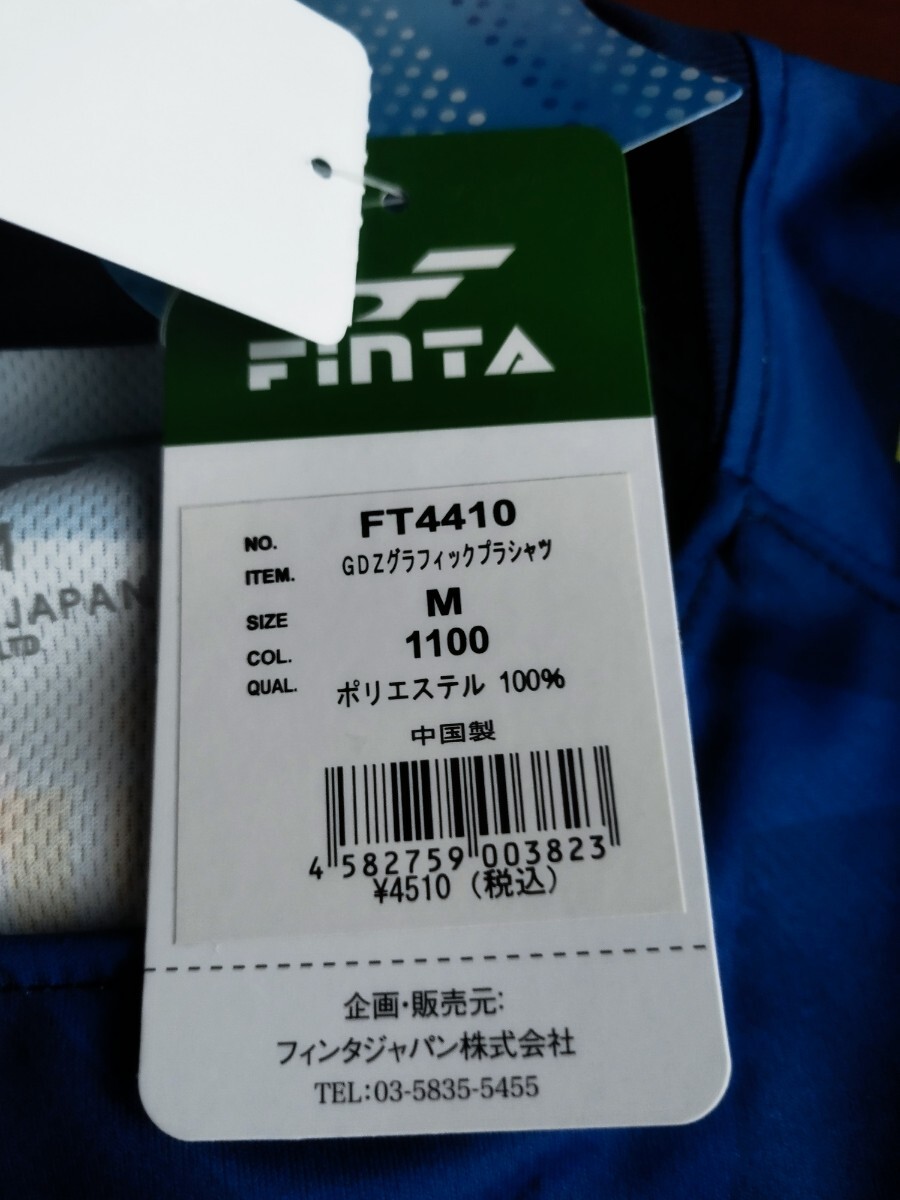 FiNTA
NO. FT4410
ITEM. GDZグラフィックプラシャツ
SIZE M
COL. 1100
QUAL. ポリエステル 100%
中国製
4 582759 003823
¥4510 (税込)
企画・販売元:
フィンタジャパン株式会社
TEL:03-5835-5455
JAPAN
LTD